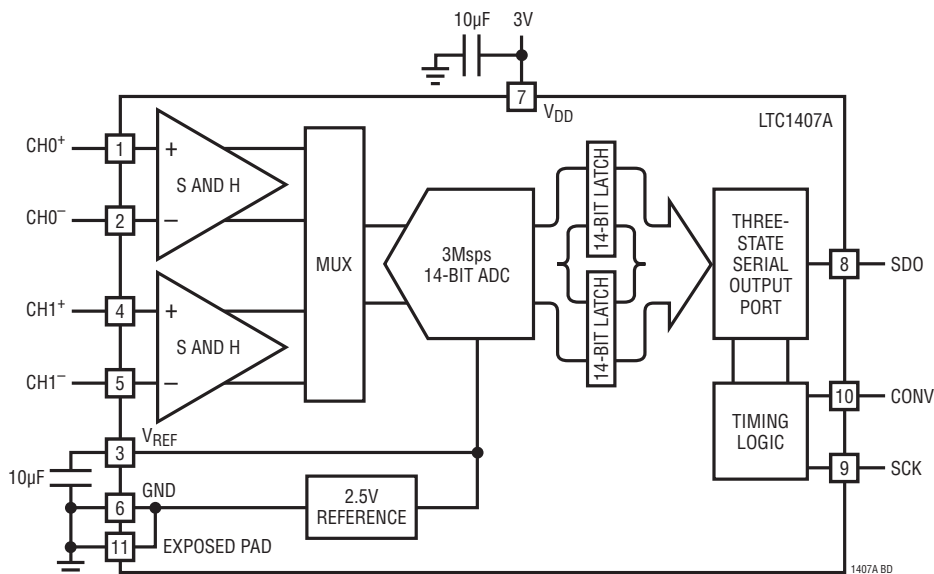 10µF
3V
7
VDD
LTC1407A
CH0+
1
+
S AND H
CH0–
2
–
MUX
3Msps
14-BIT ADC
14-BIT LATCH
14-BIT LATCH
THREE-
STATE
SERIAL
OUTPUT
PORT
8
SDO
CH1+
4
+
S AND H
CH1–
5
–
10
CONV
TIMING
LOGIC
9
SCK
VREF
3
10µF
GND
6
2.5V
REFERENCE
11
EXPOSED PAD
1407A BD